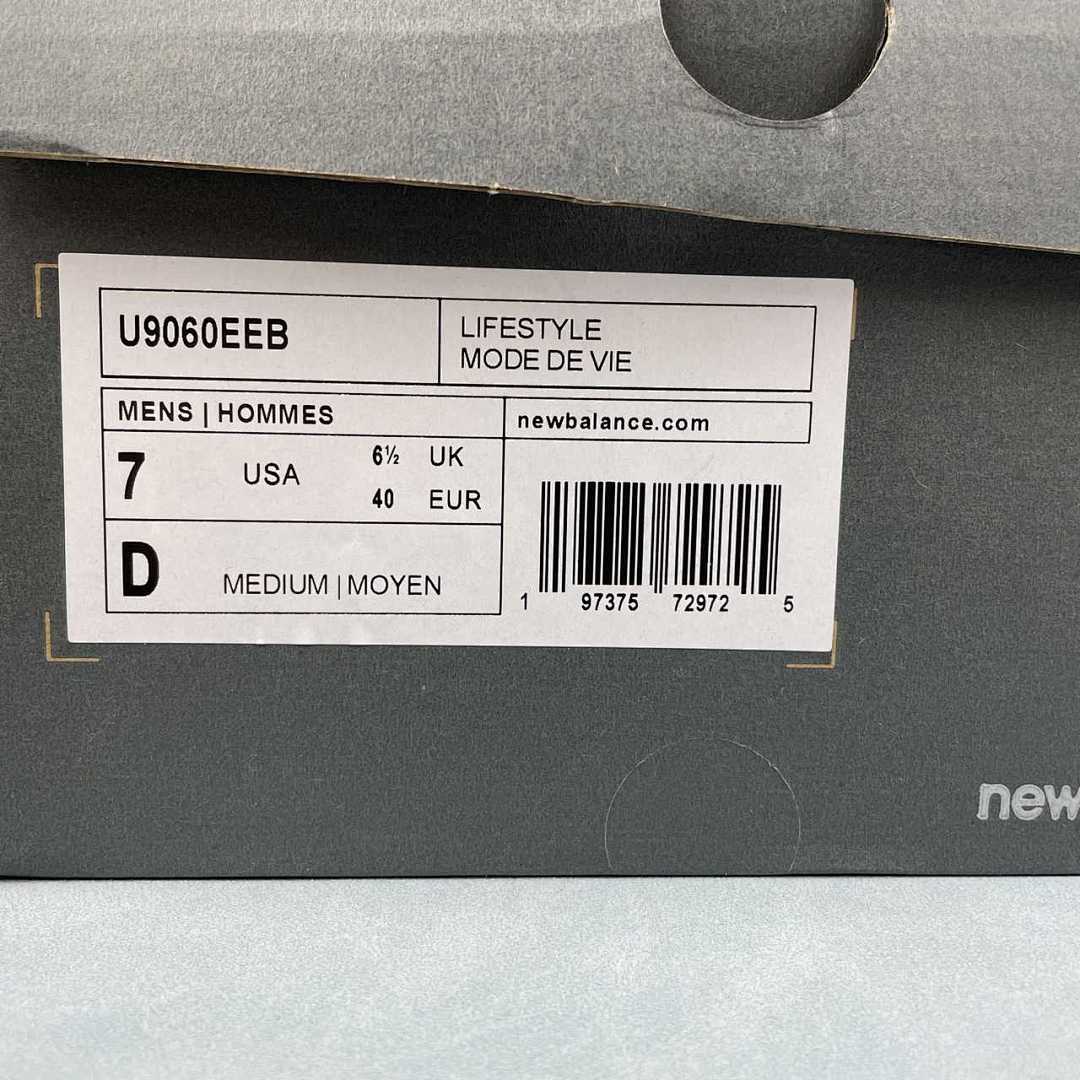 U9060EEB
LIFESTYLE
MODE DE VIE
MENS | HOMMES
newbalance.com
7 USA 6½ UK
40 EUR
D MEDIUM | MOYEN
1 97375 72972 5
new